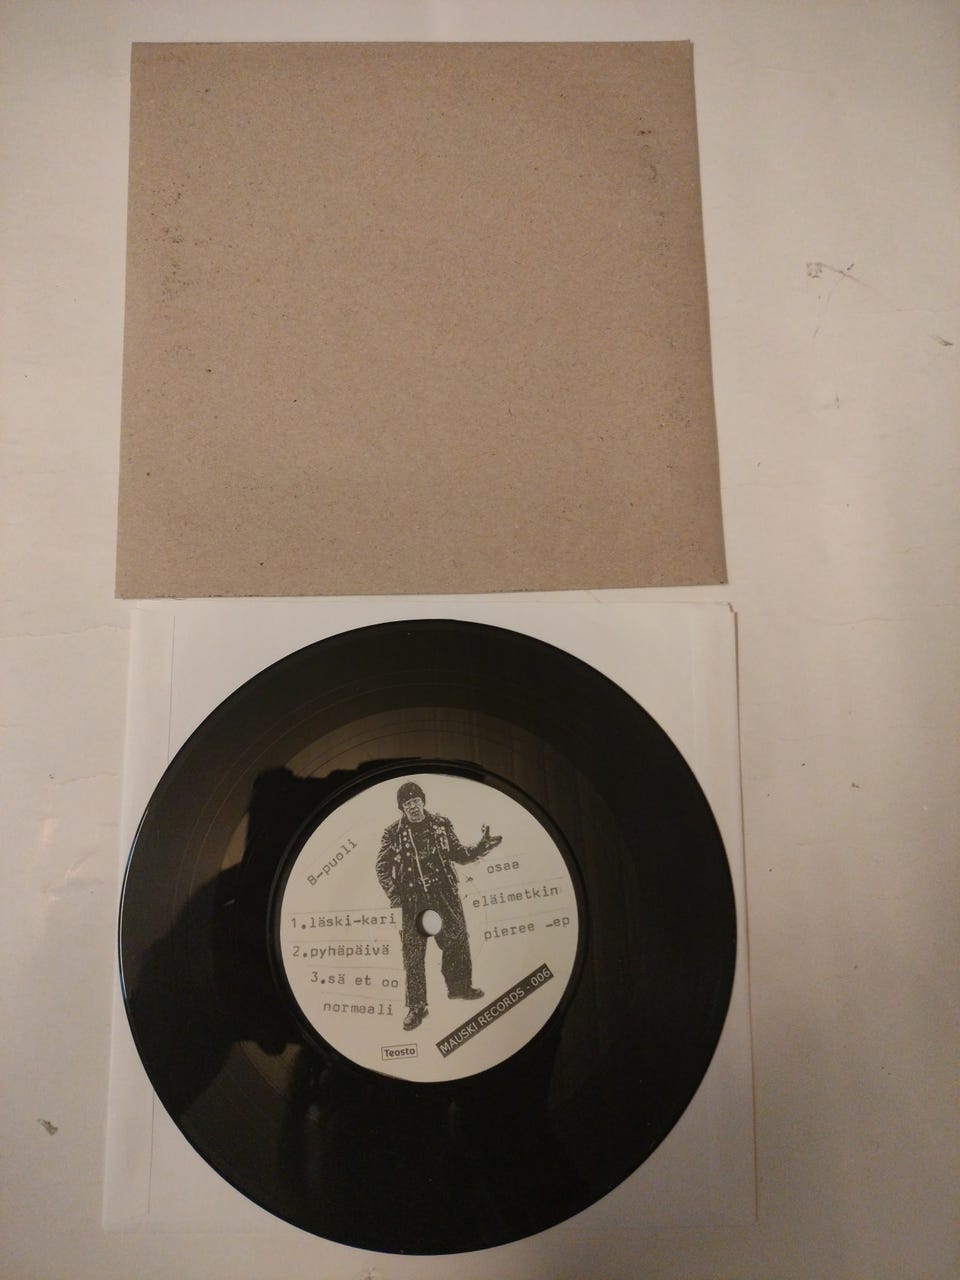 B-puoli
1.läski-kari
2.pyhäpäivä
3.sä et oo
normaali
osaa
eläimetkin
pieree -ep
Teosto
MAUSKI RECORDS - 006